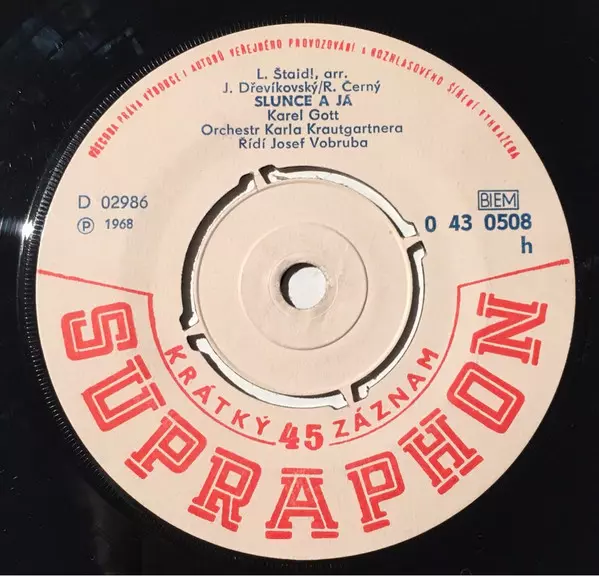 VŠECHNA PRÁVA VÝROBCE I AUTORŮ VEŘEJNÉHO PROVOZOVÁNÍ A ROZHLASOVÉHO ŠÍŘENÍ VYHRAŽENA
L. Štaidl, arr.
J. Dřevíkovský/R. Černý
SLUNCE A JÁ
Karel Gott
Orchestr Karla Krautgartnera
Řídí Josef Vobruba
D 02986
Ⓟ 1968
BIEM
0 43 0508
h
KRÁTKÝ 45 ZÁZNAM
SUPRAPHON